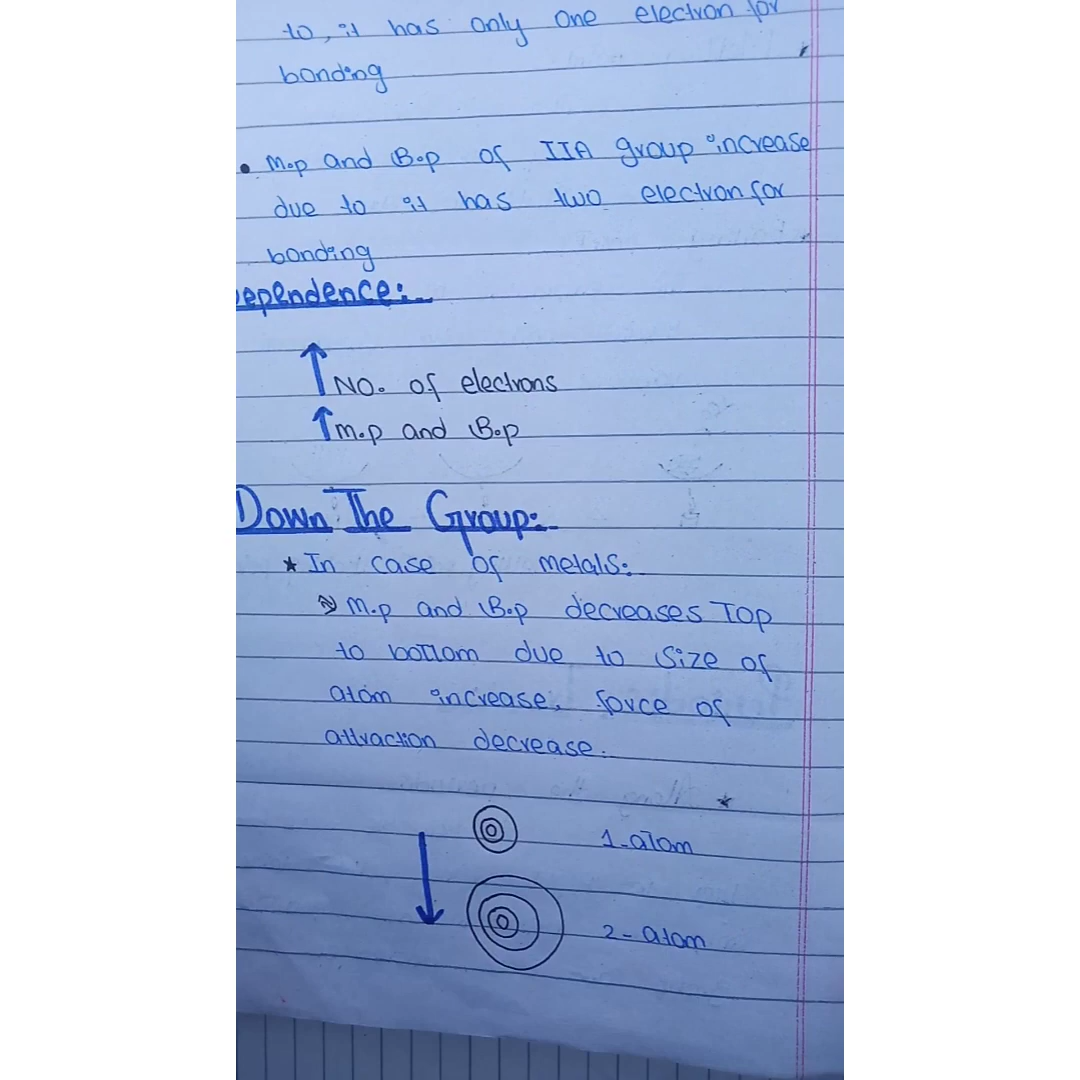 to, it has only one electron for
bonding
• M.p and B.p of IIA group increase
due to it has two electron for
bonding
ependence:-
↑ NO. of electrons
↑ m.p and B.p
Down The Group:-
* In case of metals:
M.p and B.p decreases Top
to bottom due to size of
atom increase, force of
attraction decrease.
*
1-atom
2-atom